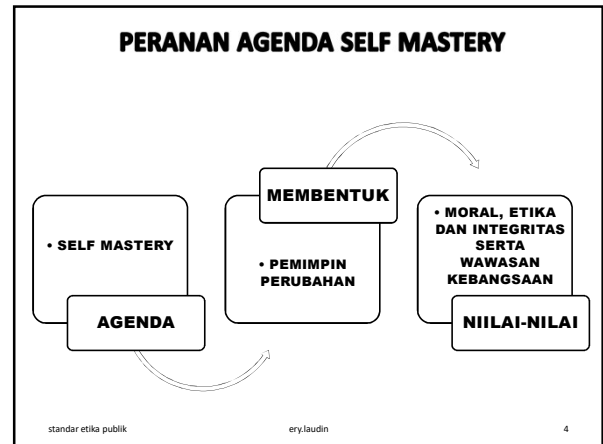 PERANAN AGENDA SELF MASTERY
• SELF MASTERY
AGENDA
MEMBENTUK
• PEMIMPIN
PERUBAHAN
• MORAL, ETIKA
DAN INTEGRITAS
SERTA
WAWASAN
KEBANGSAAN
NIILAI-NILAI
standar etika publik
ery.laudin
4